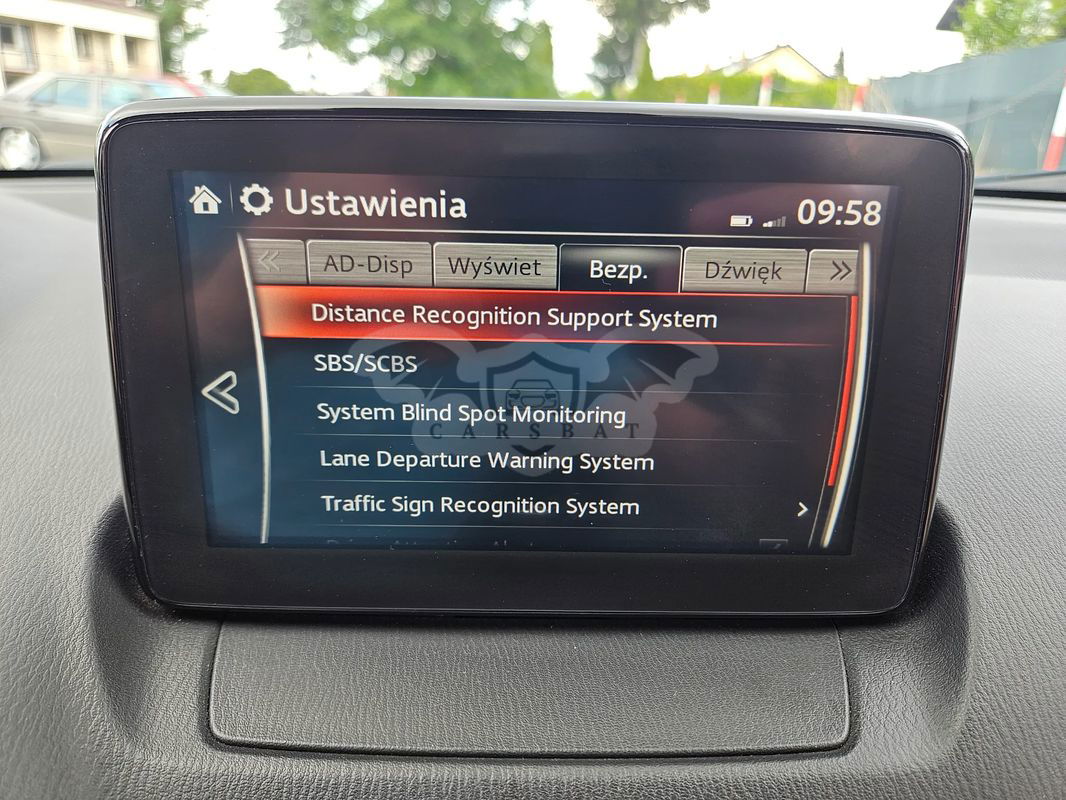 Ustawienia
09:58
AD-Disp Wyświet Bezp. Dźwięk
Distance Recognition Support System
SBS/SCBS
System Blind Spot Monitoring
CARSBAT
Lane Departure Warning System
Traffic Sign Recognition System